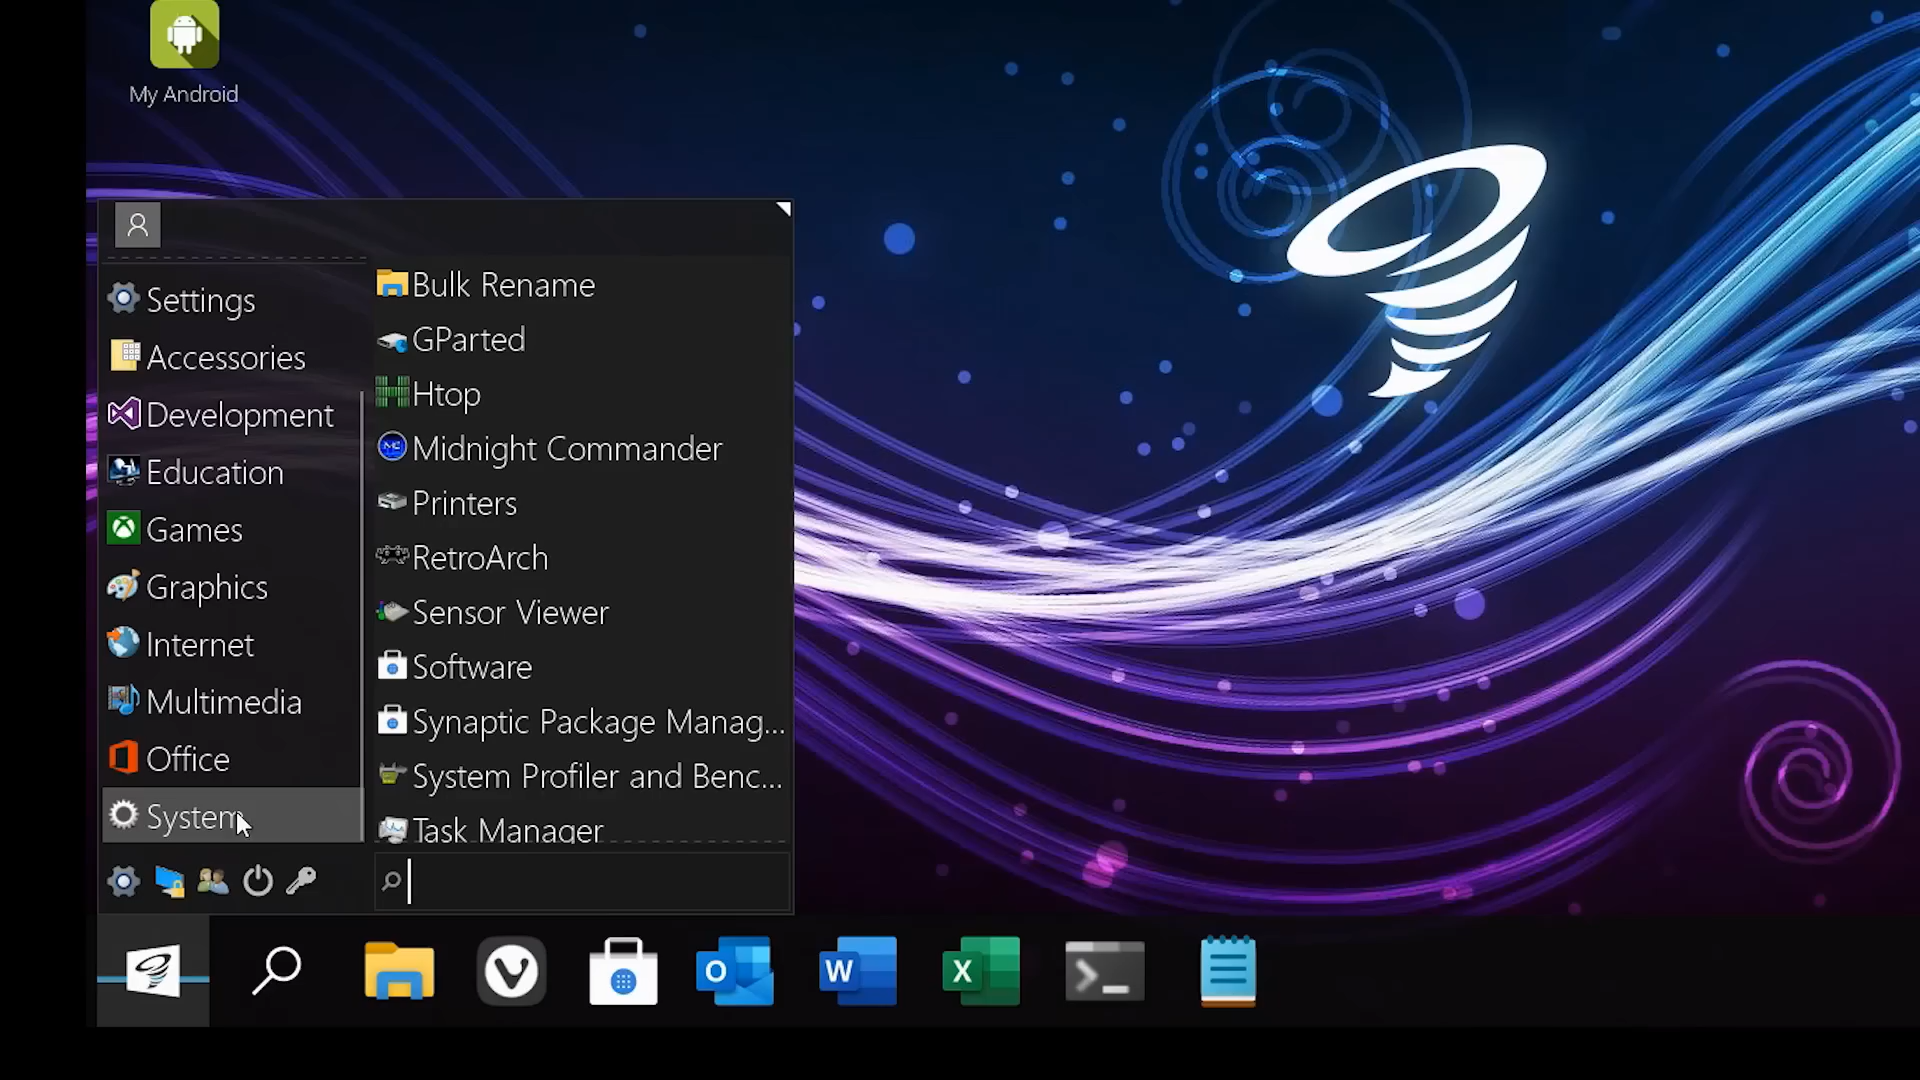 My Android
Settings
Accessories
Development
Education
Games
Graphics
Internet
Multimedia
Office
System
Bulk Rename
GParted
Htop
Midnight Commander
Printers
RetroArch
Sensor Viewer
Software
Synaptic Package Manag...
System Profiler and Benc...
Task Manager